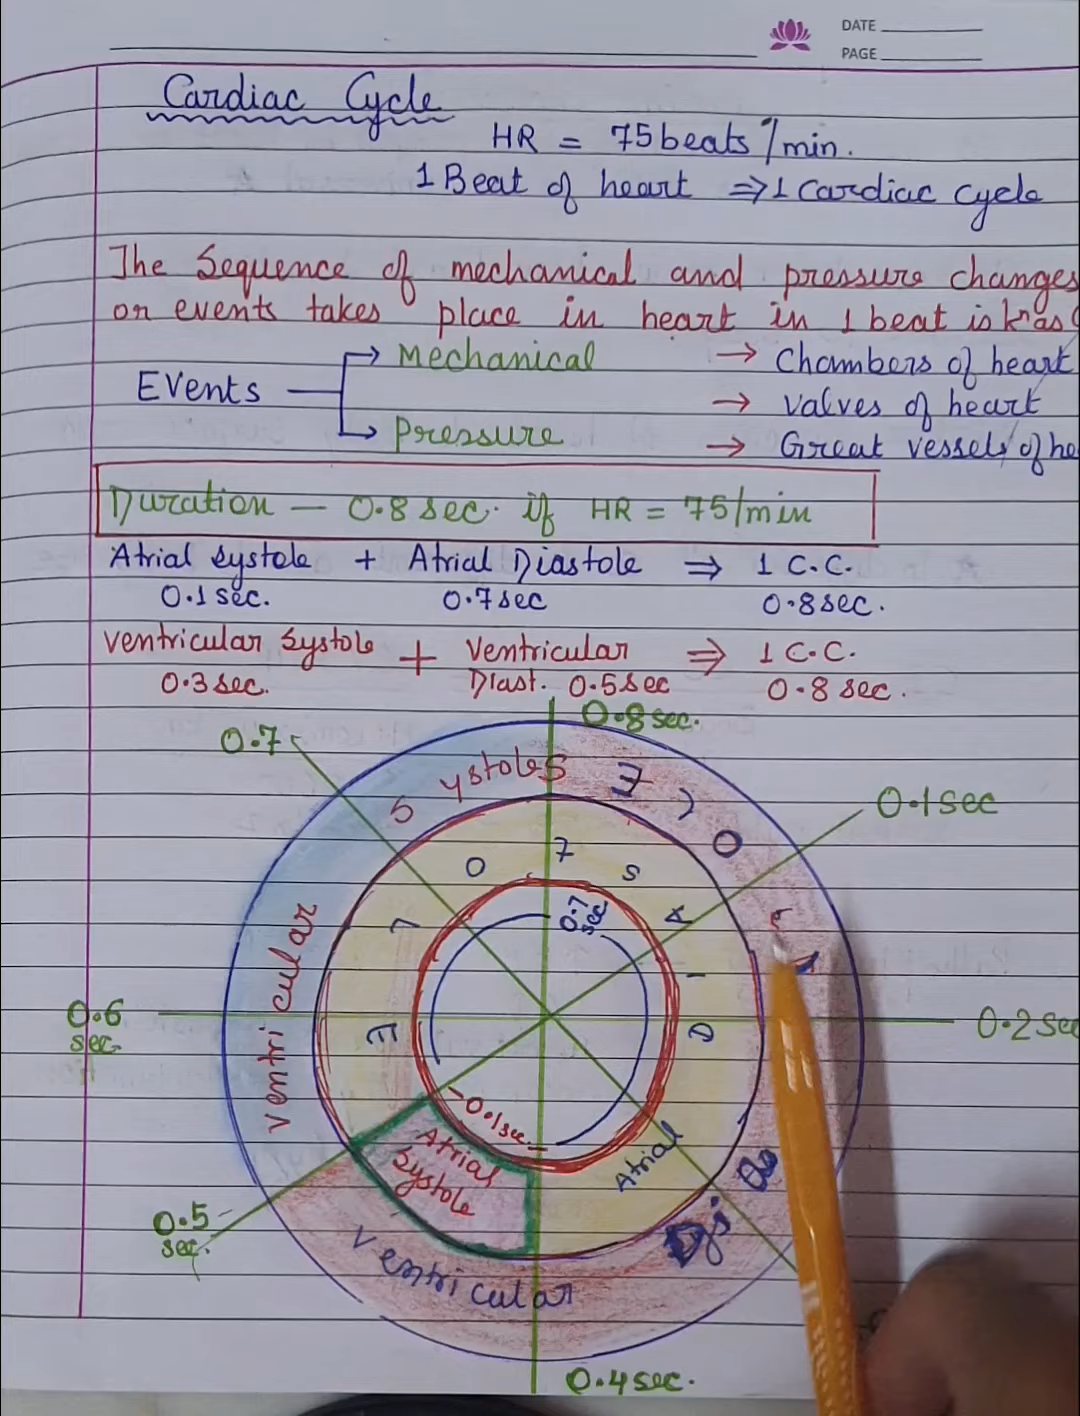 DATE
PAGE
Cardiac Cycle
HR = 75 beats/min.
1 Beat of heart ⇒ 1 Cardiac cycle
The Sequence of mechanical and pressure changes
or events takes place in heart in 1 beat is k/as
Events → Mechanical → Chambers of heart
→ Valves of heart
→ Pressure → Great vessels of he
Duration — 0.8 sec. if HR = 75/min
Atrial systole + Atrial Diastole ⇒ 1 C.C.
0.1 sec. 0.7 sec 0.8 sec.
Ventricular Systole + Ventricular ⇒ 1 C.C.
0.3 sec. Diast. 0.5 sec 0.8 sec.
0.8 sec.
0.7
0.1 sec
0.2 sec
0.4 sec.
0.5 sec.
0.6 sec.
Ventricular Systoles
Ventricular
Atrial DIASTOLE
0.7 sec
0.1 sec
Atrial Systole